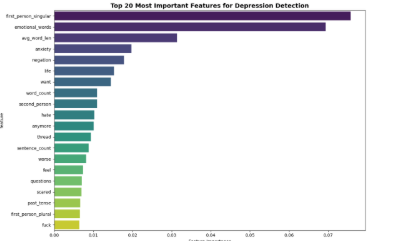 Top 20 Most Important Features for Depression Detection
first_person_singular
emotional_words
avg_word_len
anxiety
negation
life
want
word_count
second_person
hate
anymore
thread
sentence_count
worse
feel
questions
scared
past_tense
first_person_plural
fuck
feature
0.00 0.01 0.02 0.03 0.04 0.05 0.06 0.07